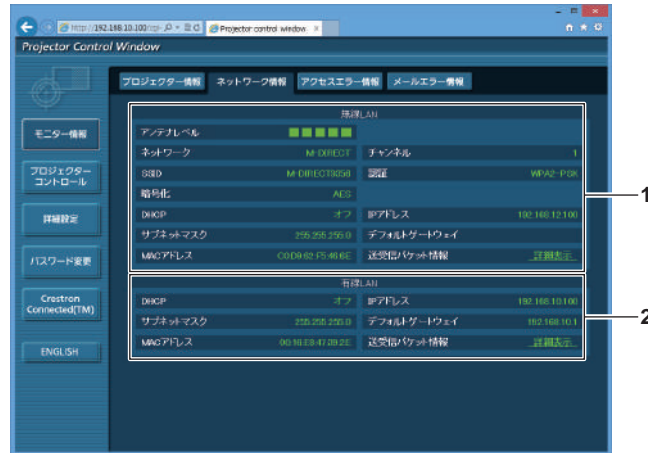 http://192.168.10.100/cgi-
Projector control window
Projector Control Window
プロジェクター情報 ネットワーク情報 アクセスエラー情報 メールエラー情報
モニター情報
プロジェクター
コントロール
詳細設定
パスワード変更
Crestron
Connected(TM)
ENGLISH
無線LAN
アンテナレベル
ネットワーク M-DIRECT チャンネル 1
SSID 認証 WPA2-PSK
暗号化 AES
DHCP オフ IPアドレス 192.168.12.100
サブネットマスク 255.255.255.0 デフォルトゲートウェイ
MACアドレス 送受信パケット情報 詳細表示
1
有線LAN
DHCP オフ IPアドレス 192.168.10.100
サブネットマスク 255.255.255.0 デフォルトゲートウェイ 192.168.10.1
MACアドレス 送受信パケット情報 詳細表示
2